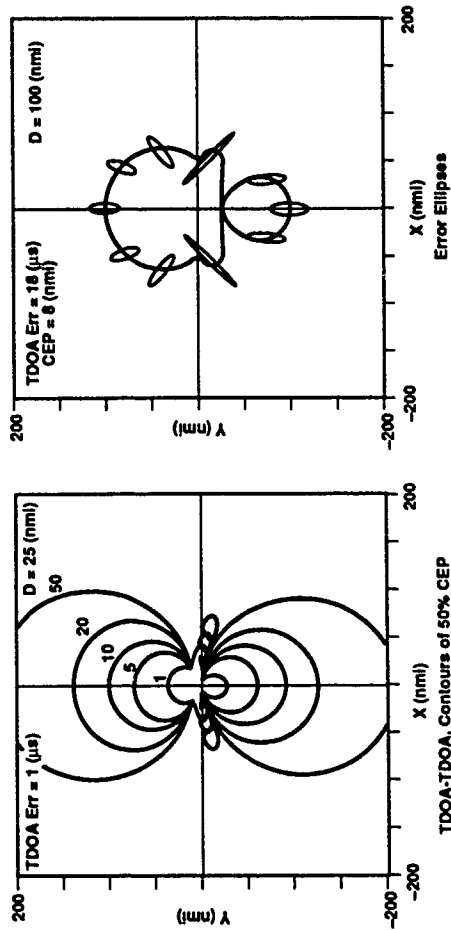 200
TDOA Err = 1 (μs)
D = 25 (nmi)
50
20
10
5
1
Y (nmi)
-200
-200
X (nmi)
200
TDOA-TDOA, Contours of 50% CEP
200
TDOA Err = 18 (μs)
CEP = 8 (nmi)
D = 100 (nmi)
Y (nmi)
-200
-200
X (nmi)
200
Error Ellipses